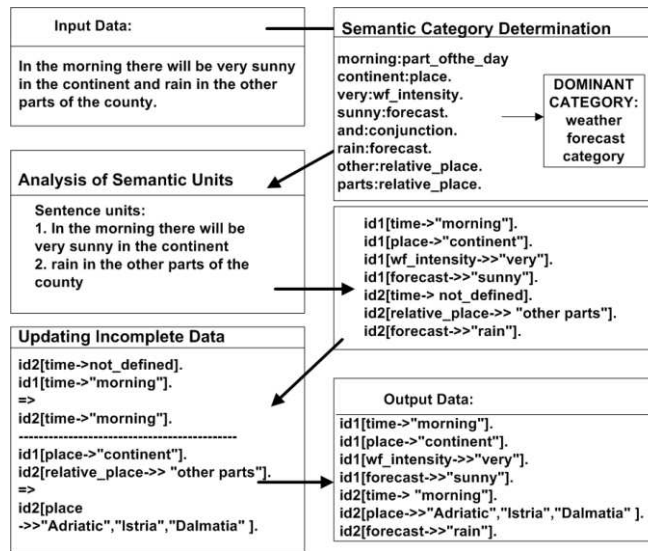 Input Data:
In the morning there will be very sunny
in the continent and rain in the other
parts of the county.
Semantic Category Determination
morning:part_ofthe_day
continent:place.
very:wf_intensity.
sunny:forecast.
and:conjunction.
rain:forecast.
other:relative_place.
parts:relative_place.
DOMINANT
CATEGORY:
weather
forecast
category
Analysis of Semantic Units
Sentence units:
1. In the morning there will be
very sunny in the continent
2. rain in the other parts of the
county
id1[time->"morning"].
id1[place->"continent"].
id1[wf_intensity->>"very"].
id1[forecast->>"sunny"].
id2[time-> not_defined].
id2[relative_place->> "other parts"].
id2[forecast->>"rain"].
Updating Incomplete Data
id2[time->not_defined].
id1[time->"morning"].
=>
id2[time->"morning"].
--------------------------------------------
id1[place->"continent"].
id2[relative_place->> "other parts"].
=>
id2[place
->>"Adriatic","Istria","Dalmatia" ].
Output Data:
id1[time->"morning"].
id1[place->"continent"].
id1[wf_intensity->>"very"].
id1[forecast->>"sunny"].
id2[time-> "morning"].
id2[place->>"Adriatic","Istria","Dalmatia" ].
id2[forecast->>"rain"].